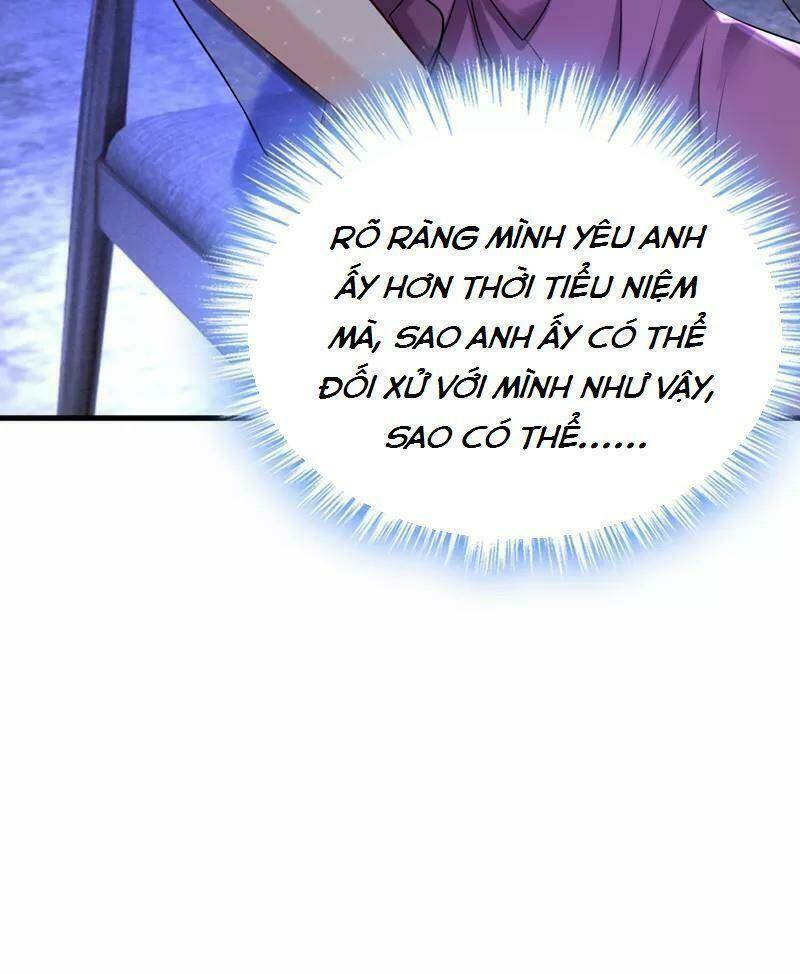 RÕ RÀNG MÌNH YÊU ANH
ẤY HƠN THỜI TIỂU NIỆM
MÀ, SAO ANH ẤY CÓ THỂ
ĐỐI XỬ VỚI MÌNH NHƯ VẬY,
SAO CÓ THỂ......